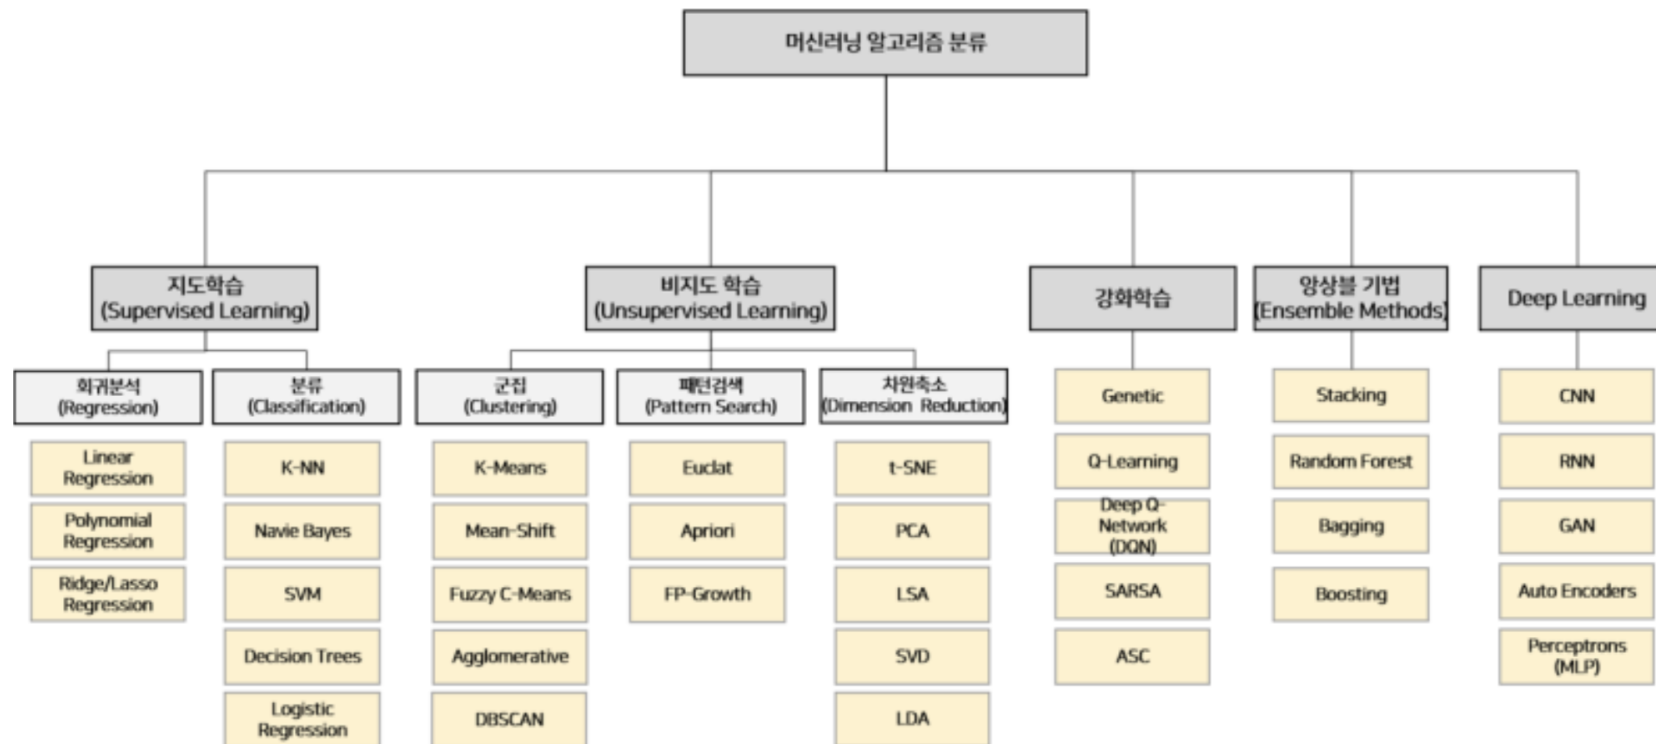 머신러닝 알고리즘 분류
지도학습
(Supervised Learning)
비지도 학습
(Unsupervised Learning)
강화학습
앙상블 기법
(Ensemble Methods)
Deep Learning
회귀분석
(Regression)
분류
(Classification)
군집
(Clustering)
패턴검색
(Pattern Search)
차원축소
(Dimension Reduction)
Linear
Regression
Polynomial
Regression
Ridge/Lasso
Regression
K-NN
Navie Bayes
SVM
Decision Trees
Logistic
Regression
K-Means
Mean-Shift
Fuzzy C-Means
Agglomerative
DBSCAN
Euclat
Apriori
FP-Growth
t-SNE
PCA
LSA
SVD
LDA
Genetic
Q-Learning
Deep Q-
Network
(DQN)
SARSA
ASC
Stacking
Random Forest
Bagging
Boosting
CNN
RNN
GAN
Auto Encoders
Perceptrons
(MLP)